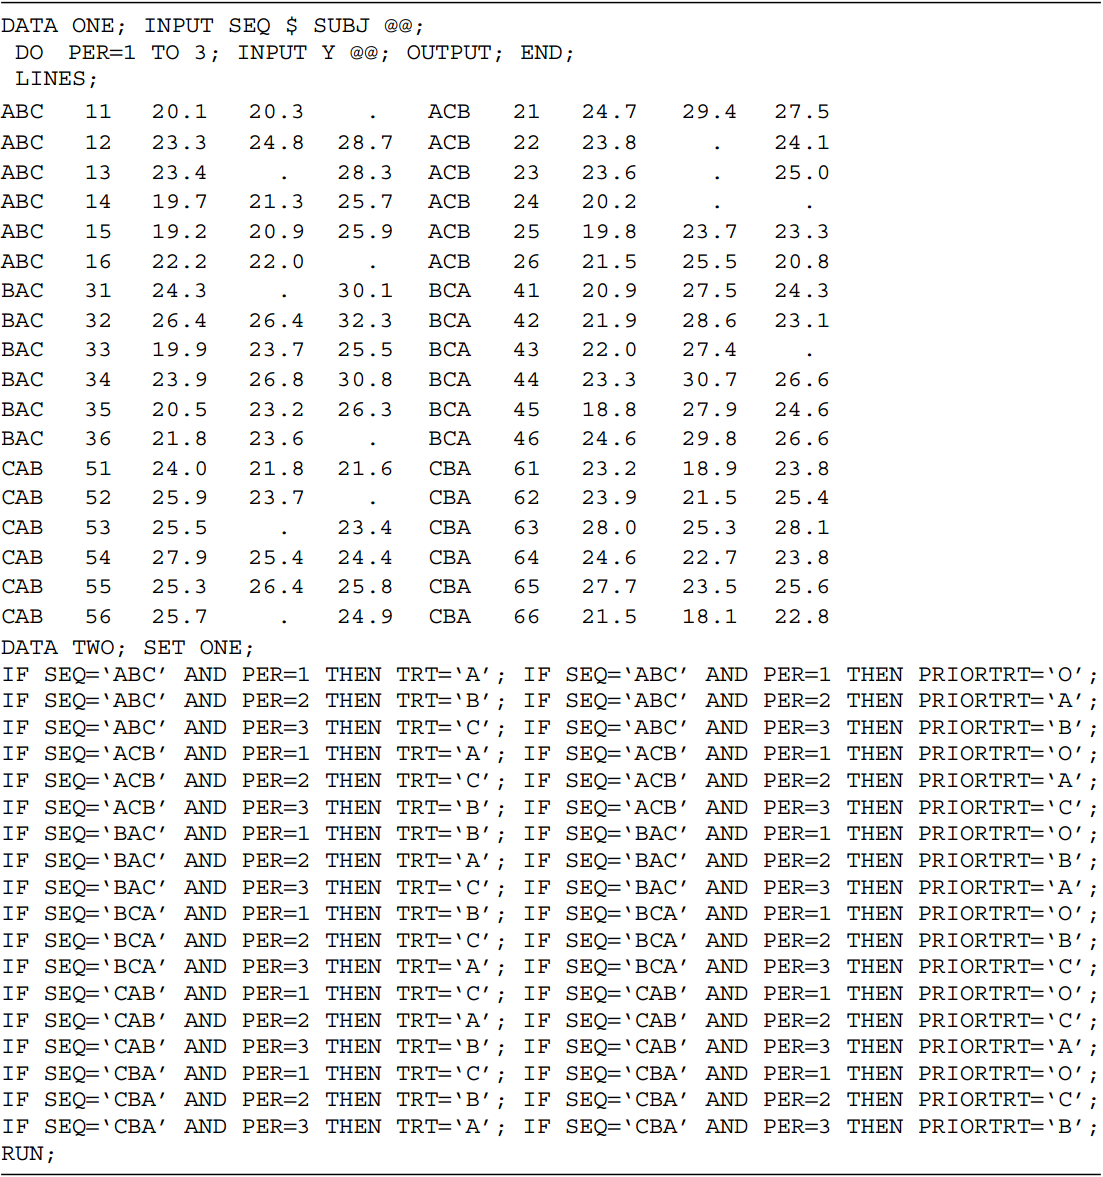 DATA ONE; INPUT SEQ $ SUBJ @@;
DO PER=1 TO 3; INPUT Y @@; OUTPUT; END;
LINES;
ABC 11 20.1 20.3 . ACB 21 24.7 29.4 27.5
ABC 12 23.3 24.8 28.7 ACB 22 23.8 . 24.1
ABC 13 23.4 . 28.3 ACB 23 23.6 . 25.0
ABC 14 19.7 21.3 25.7 ACB 24 20.2 . .
ABC 15 19.2 20.9 25.9 ACB 25 19.8 23.7 23.3
ABC 16 22.2 22.0 . ACB 26 21.5 25.5 20.8
BAC 31 24.3 . 30.1 BCA 41 20.9 27.5 24.3
BAC 32 26.4 26.4 32.3 BCA 42 21.9 28.6 23.1
BAC 33 19.9 23.7 25.5 BCA 43 22.0 27.4 .
BAC 34 23.9 26.8 30.8 BCA 44 23.3 30.7 26.6
BAC 35 20.5 23.2 26.3 BCA 45 18.8 27.9 24.6
BAC 36 21.8 23.6 . BCA 46 24.6 29.8 26.6
CAB 51 24.0 21.8 21.6 CBA 61 23.2 18.9 23.8
CAB 52 25.9 23.7 . CBA 62 23.9 21.5 25.4
CAB 53 25.5 . 23.4 CBA 63 28.0 25.3 28.1
CAB 54 27.9 25.4 24.4 CBA 64 24.6 22.7 23.8
CAB 55 25.3 26.4 25.8 CBA 65 27.7 23.5 25.6
CAB 56 25.7 . 24.9 CBA 66 21.5 18.1 22.8
DATA TWO; SET ONE;
IF SEQ=‘ABC’ AND PER=1 THEN TRT=‘A’; IF SEQ=‘ABC’ AND PER=1 THEN PRIORTRT=‘O’;
IF SEQ=‘ABC’ AND PER=2 THEN TRT=‘B’; IF SEQ=‘ABC’ AND PER=2 THEN PRIORTRT=‘A’;
IF SEQ=‘ABC’ AND PER=3 THEN TRT=‘C’; IF SEQ=‘ABC’ AND PER=3 THEN PRIORTRT=‘B’;
IF SEQ=‘ACB’ AND PER=1 THEN TRT=‘A’; IF SEQ=‘ACB’ AND PER=1 THEN PRIORTRT=‘O’;
IF SEQ=‘ACB’ AND PER=2 THEN TRT=‘C’; IF SEQ=‘ACB’ AND PER=2 THEN PRIORTRT=‘A’;
IF SEQ=‘ACB’ AND PER=3 THEN TRT=‘B’; IF SEQ=‘ACB’ AND PER=3 THEN PRIORTRT=‘C’;
IF SEQ=‘BAC’ AND PER=1 THEN TRT=‘B’; IF SEQ=‘BAC’ AND PER=1 THEN PRIORTRT=‘O’;
IF SEQ=‘BAC’ AND PER=2 THEN TRT=‘A’; IF SEQ=‘BAC’ AND PER=2 THEN PRIORTRT=‘B’;
IF SEQ=‘BAC’ AND PER=3 THEN TRT=‘C’; IF SEQ=‘BAC’ AND PER=3 THEN PRIORTRT=‘A’;
IF SEQ=‘BCA’ AND PER=1 THEN TRT=‘B’; IF SEQ=‘BCA’ AND PER=1 THEN PRIORTRT=‘O’;
IF SEQ=‘BCA’ AND PER=2 THEN TRT=‘C’; IF SEQ=‘BCA’ AND PER=2 THEN PRIORTRT=‘B’;
IF SEQ=‘BCA’ AND PER=3 THEN TRT=‘A’; IF SEQ=‘BCA’ AND PER=3 THEN PRIORTRT=‘C’;
IF SEQ=‘CAB’ AND PER=1 THEN TRT=‘C’; IF SEQ=‘CAB’ AND PER=1 THEN PRIORTRT=‘O’;
IF SEQ=‘CAB’ AND PER=2 THEN TRT=‘A’; IF SEQ=‘CAB’ AND PER=2 THEN PRIORTRT=‘C’;
IF SEQ=‘CAB’ AND PER=3 THEN TRT=‘B’; IF SEQ=‘CAB’ AND PER=3 THEN PRIORTRT=‘A’;
IF SEQ=‘CBA’ AND PER=1 THEN TRT=‘C’; IF SEQ=‘CBA’ AND PER=1 THEN PRIORTRT=‘O’;
IF SEQ=‘CBA’ AND PER=2 THEN TRT=‘B’; IF SEQ=‘CBA’ AND PER=2 THEN PRIORTRT=‘C’;
IF SEQ=‘CBA’ AND PER=3 THEN TRT=‘A’; IF SEQ=‘CBA’ AND PER=3 THEN PRIORTRT=‘B’;
RUN;